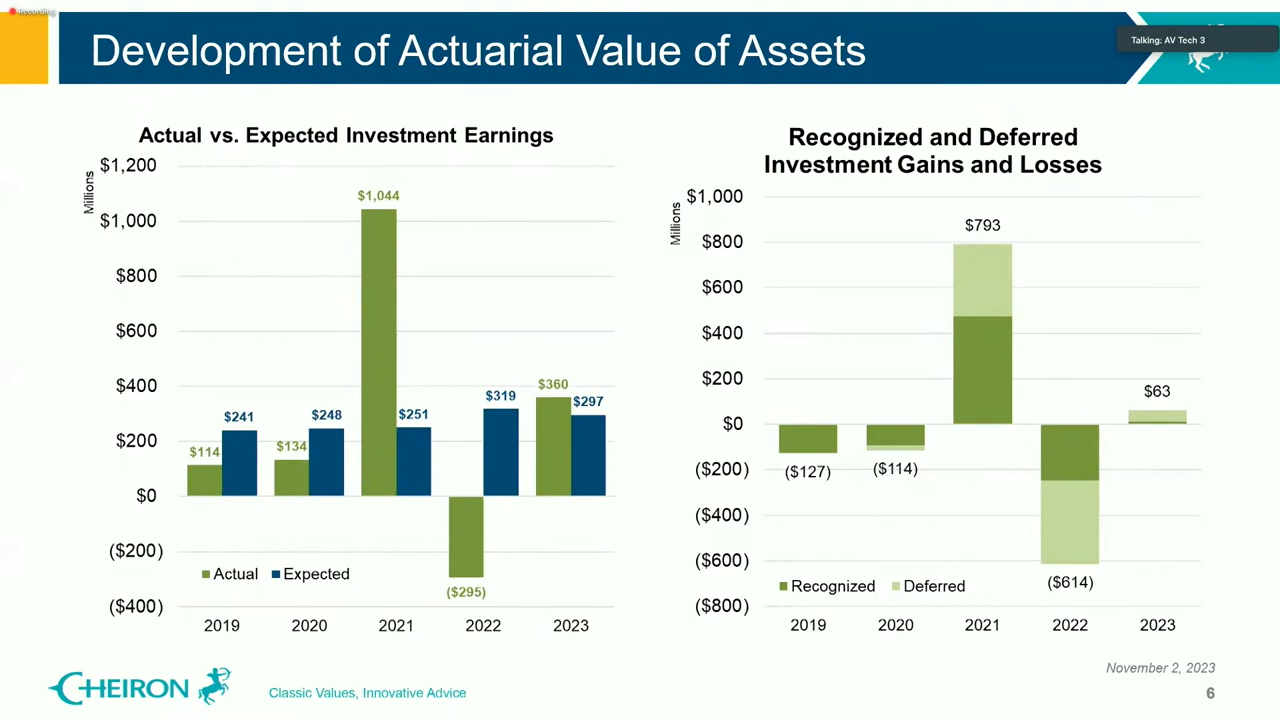 Recording
Development of Actuarial Value of Assets
Talking: AV Tech 3
Actual vs. Expected Investment Earnings
Millions
$1,200
$1,000
$800
$600
$400
$200
$0
($200)
($400)
$114
$241
$134
$248
$1,044
$251
($295)
$319
$360
$297
Actual Expected
2019 2020 2021 2022 2023
Recognized and Deferred
Investment Gains and Losses
Millions
$1,000
$800
$600
$400
$200
$0
($200)
($400)
($600)
($800)
($127)
($114)
$793
($614)
$63
Recognized Deferred
2019 2020 2021 2022 2023
CHEIRON
Classic Values, Innovative Advice
November 2, 2023
6